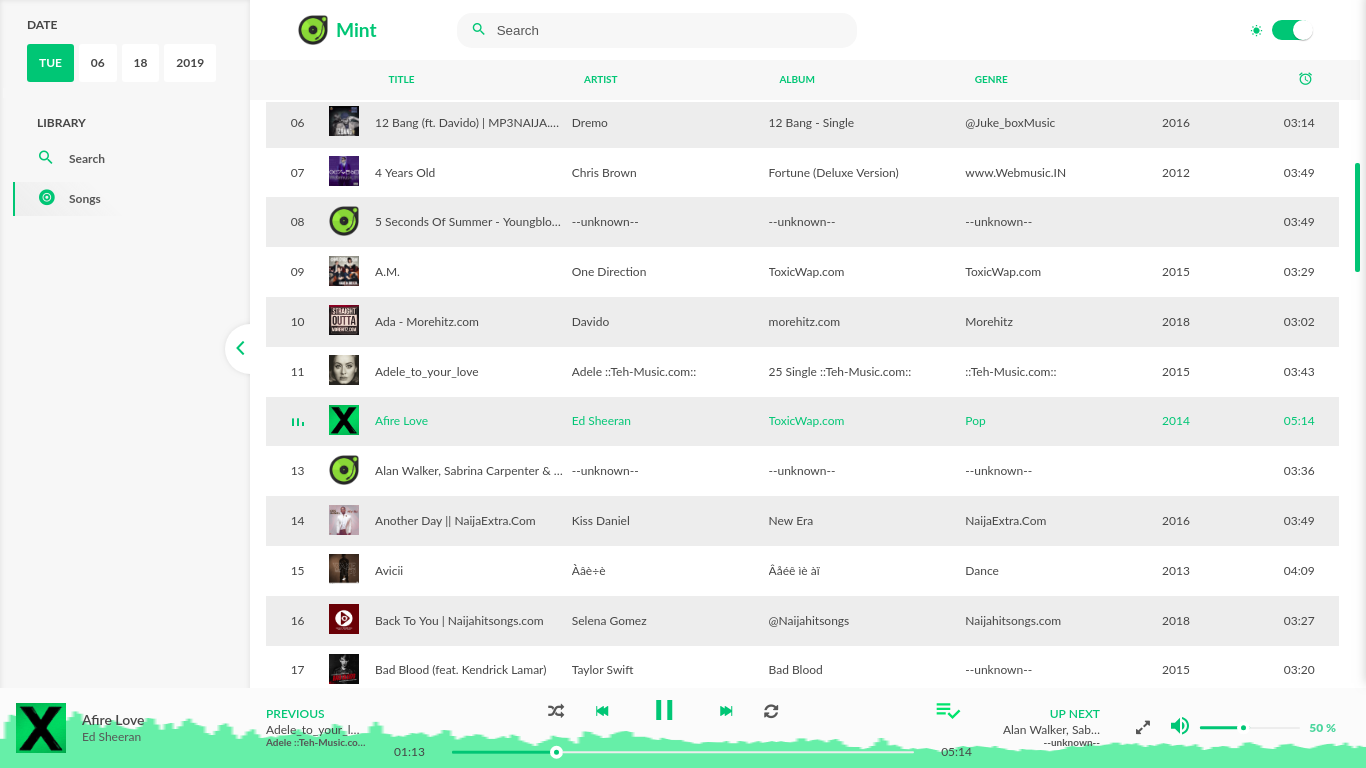 DATE
TUE 06 18 2019
LIBRARY
Search
Songs
Mint
Search
TITLE ARTIST ALBUM GENRE
06 12 Bang (ft. Davido) | MP3NAIJA.... Dremo 12 Bang - Single @Juke_boxMusic 2016 03:14
07 4 Years Old Chris Brown Fortune (Deluxe Version) www.Webmusic.IN 2012 03:49
08 5 Seconds Of Summer - Youngblo... --unknown-- --unknown-- --unknown-- 03:49
09 A.M. One Direction ToxicWap.com ToxicWap.com 2015 03:29
10 STRAIGHT OUTTA MOREHITZ.COM Ada - Morehitz.com Davido morehitz.com Morehitz 2018 03:02
11 Adele_to_your_love Adele ::Teh-Music.com:: 25 Single ::Teh-Music.com:: ::Teh-Music.com:: 2015 03:43
X Afire Love Ed Sheeran ToxicWap.com Pop 2014 05:14
13 Alan Walker, Sabrina Carpenter & ... --unknown-- --unknown-- --unknown-- 03:36
14 Another Day || NaijaExtra.Com Kiss Daniel New Era NaijaExtra.Com 2016 03:49
15 Avicii Àâè÷è Âåéê ìè àï Dance 2013 04:09
16 Back To You | Naijahitsongs.com Selena Gomez @Naijahitsongs Naijahitsongs.com 2018 03:27
17 Bad Blood (feat. Kendrick Lamar) Taylor Swift Bad Blood --unknown-- 2015 03:20
X
Afire Love
Ed Sheeran
PREVIOUS
Adele_to_your_l...
Adele ::Teh-Music.co...
01:13
05:14
UP NEXT
Alan Walker, Sab...
--unknown--
50 %